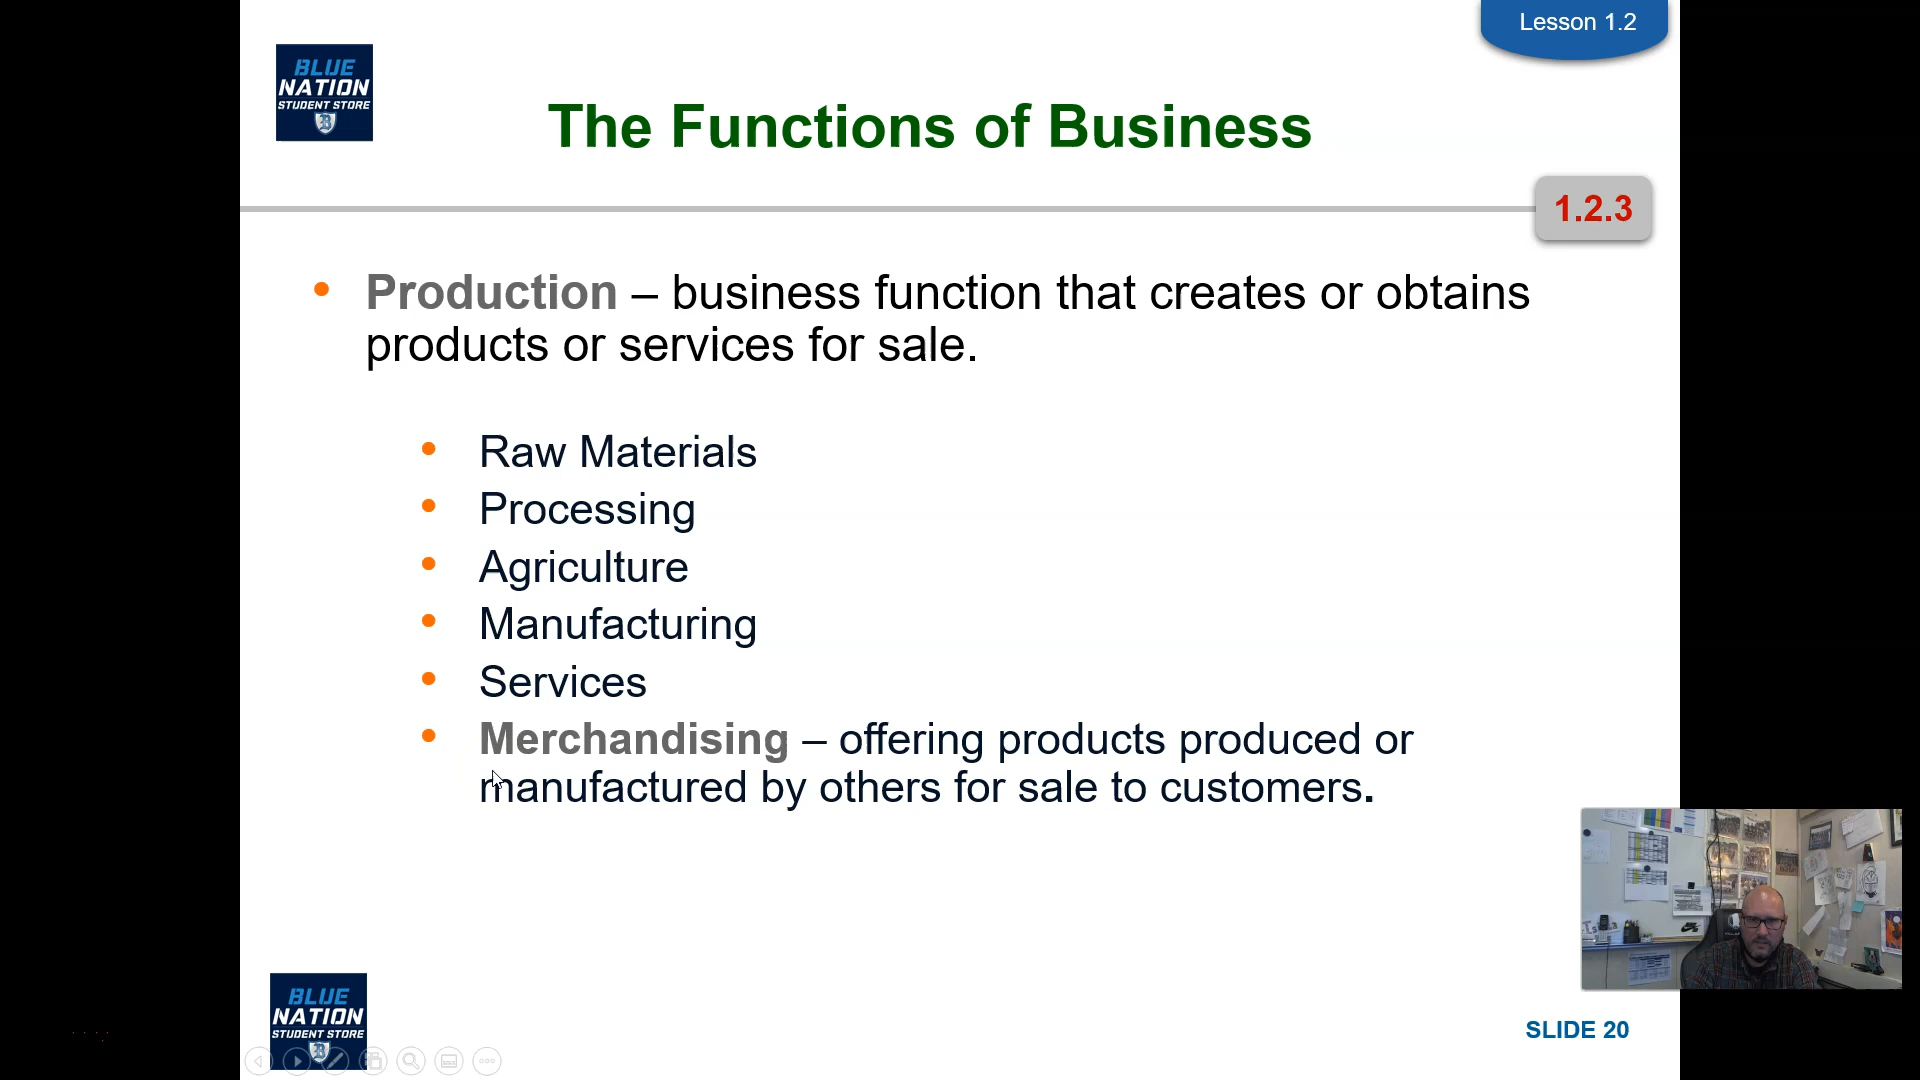 Lesson 1.2
BLUE
NATION
STUDENT STORE
B
The Functions of Business
1.2.3
• Production – business function that creates or obtains
products or services for sale.
• Raw Materials
• Processing
• Agriculture
• Manufacturing
• Services
• Merchandising – offering products produced or
manufactured by others for sale to customers.
BLUE
NATION
STUDENT STORE
B
SLIDE 20